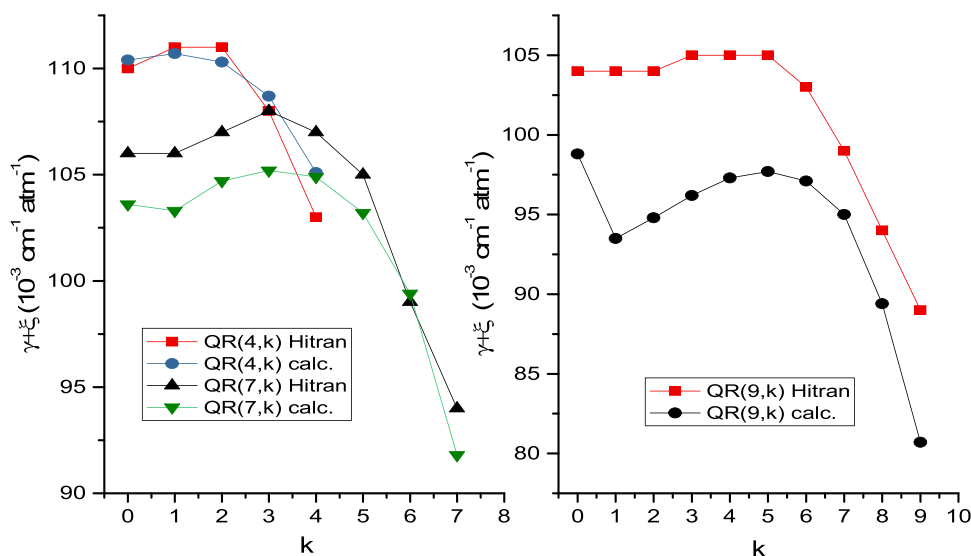 γ+ξ (10⁻³ cm⁻¹ atm⁻¹)
110
105
100
95
90
QR(4,k) Hitran
QR(4,k) calc.
QR(7,k) Hitran
QR(7,k) calc.
0 1 2 3 4 5 6 7 8
k
γ+ξ (10⁻³ cm⁻¹ atm⁻¹)
105
100
95
90
85
80
QR(9,k) Hitran
QR(9,k) calc.
0 1 2 3 4 5 6 7 8 9 10
k